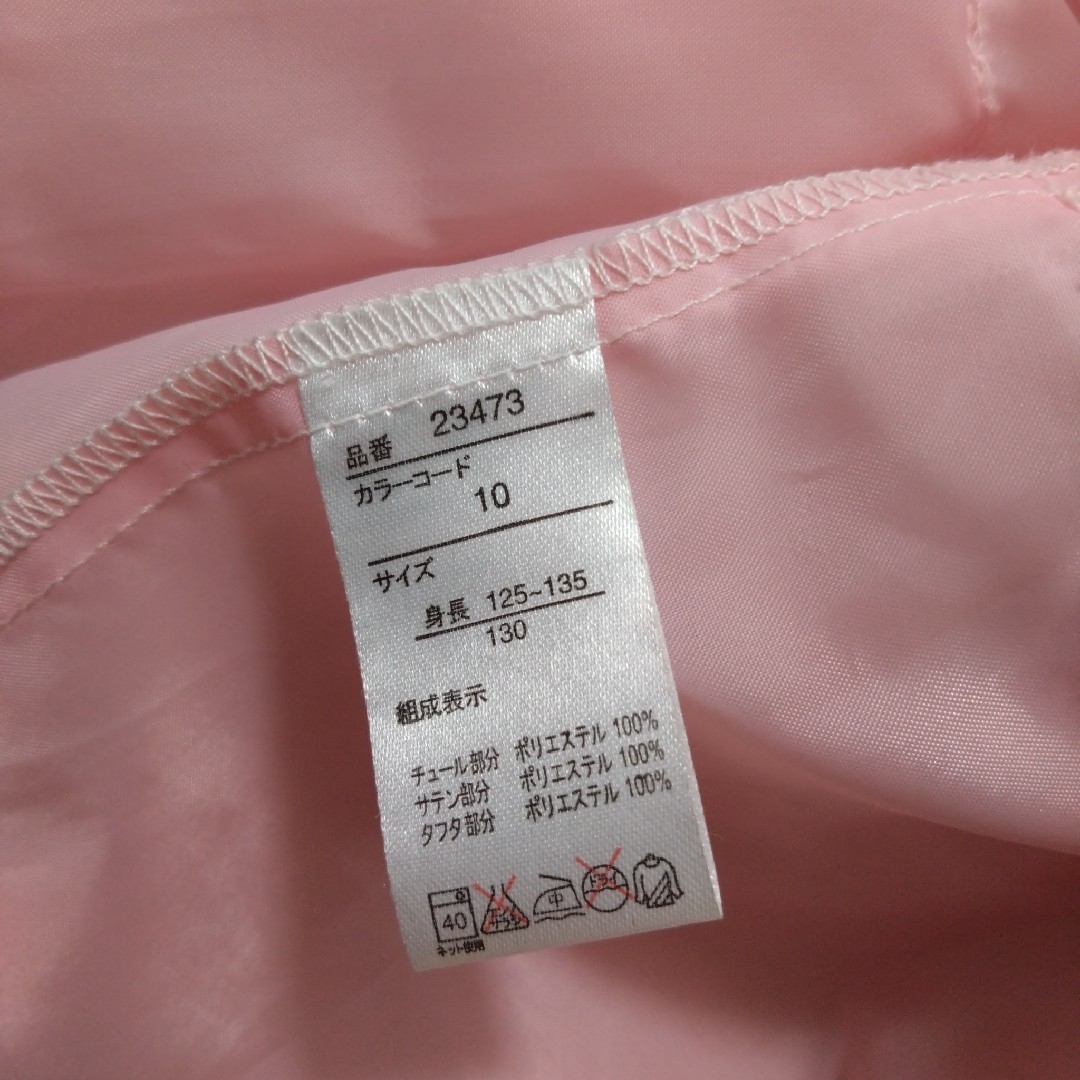 品番 23473
カラーコード
10
サイズ
身長 125~135
130
組成表示
チュール部分 ポリエステル 100%
サテン部分 ポリエステル 100%
タフタ部分 ポリエステル 100%
40 中 ドライ
ネット使用